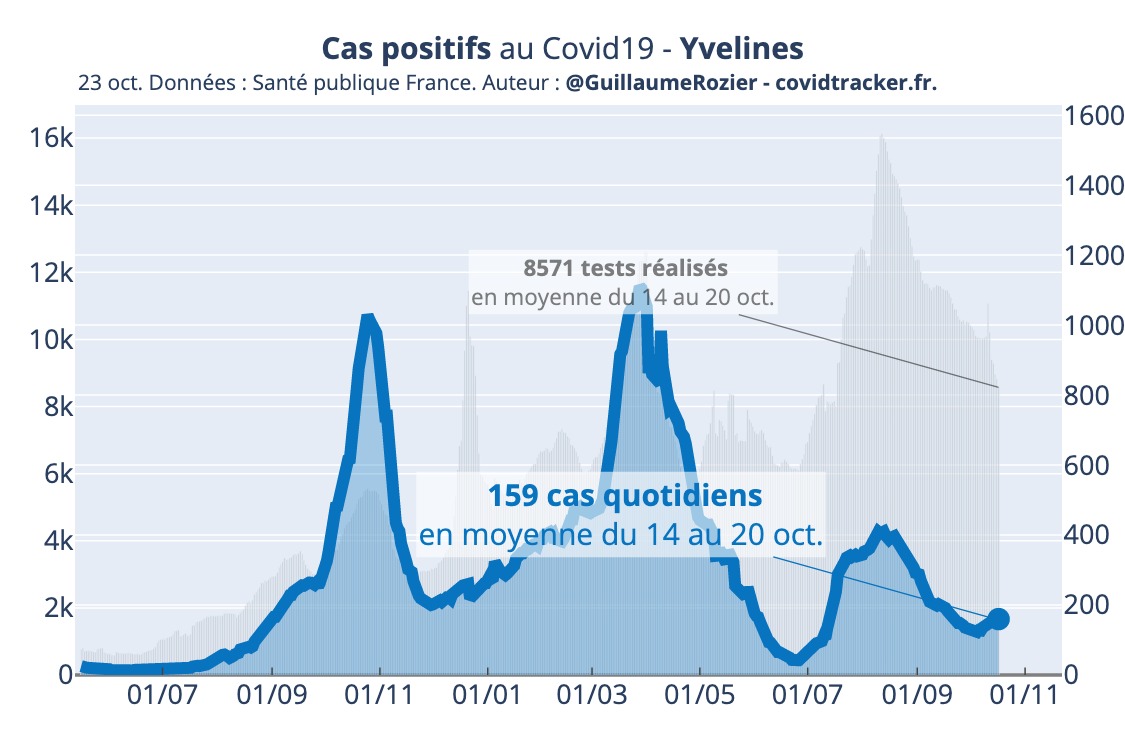 Cas positifs au Covid19 - Yvelines
23 oct. Données : Santé publique France. Auteur : @GuillaumeRozier - covidtracker.fr.
16k
14k
12k
10k
8k
6k
4k
2k
0
1600
1400
1200
1000
800
600
400
200
0
8571 tests réalisés
en moyenne du 14 au 20 oct.
159 cas quotidiens
en moyenne du 14 au 20 oct.
01/07 01/09 01/11 01/01 01/03 01/05 01/07 01/09 01/11